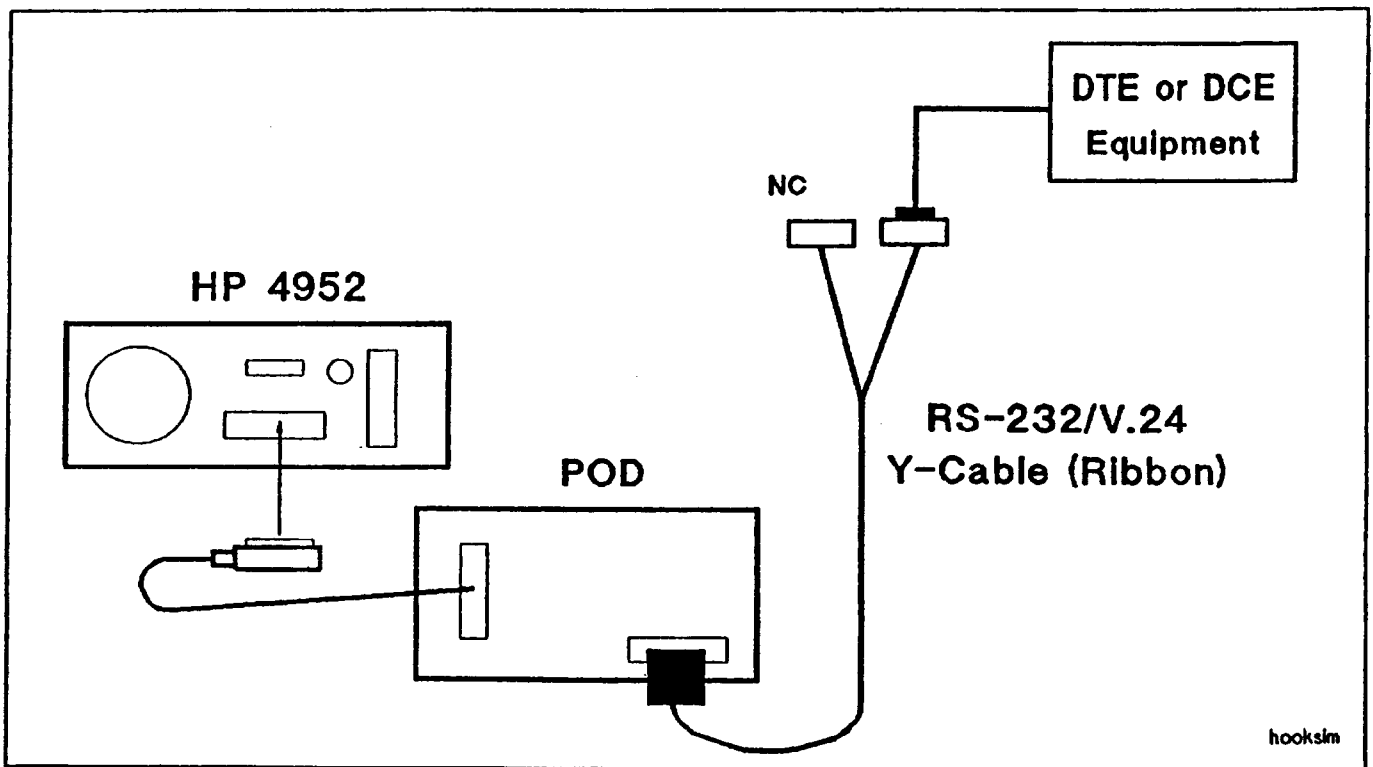 DTE or DCE
Equipment
NC
HP 4952
RS-232/V.24
Y-Cable (Ribbon)
POD
hooksim